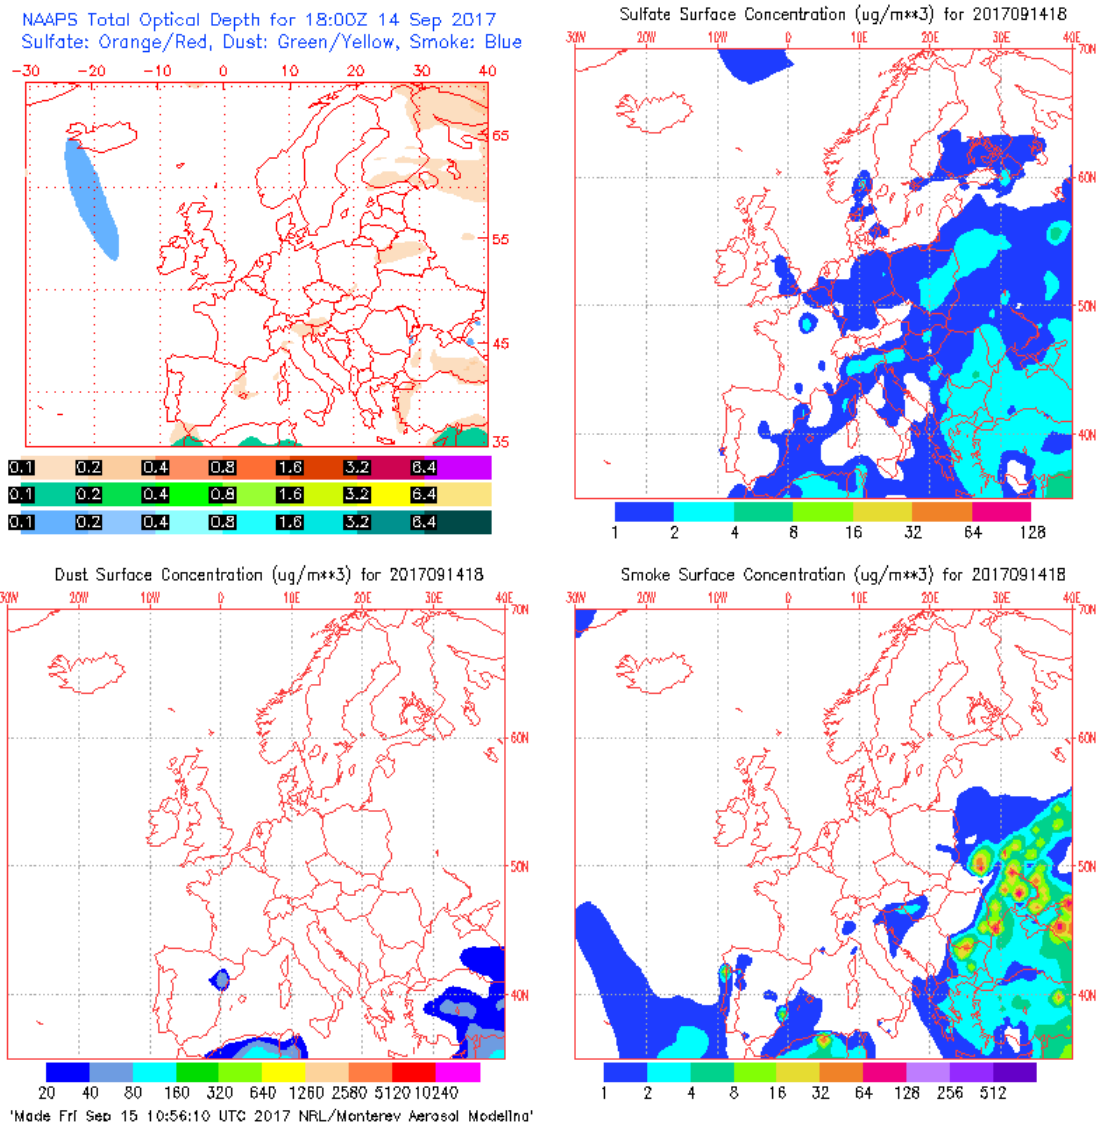 NAAPS Total Optical Depth for 18:00Z 14 Sep 2017
Sulfate: Orange/Red, Dust: Green/Yellow, Smoke: Blue
-30 -20 -10 0 10 20 30 40
65
55
45
35
0.1 0.2 0.4 0.8 1.6 3.2 6.4
0.1 0.2 0.4 0.8 1.6 3.2 6.4
0.1 0.2 0.4 0.8 1.6 3.2 6.4
Sulfate Surface Concentration (ug/m**3) for 2017091418
30W 20W 10W 0 10E 20E 30E 40E
70N
60N
50N
40N
1 2 4 8 16 32 64 128
Dust Surface Concentration (ug/m**3) for 2017091418
30W 20W 10W 0 10E 20E 30E 40E
70N
60N
50N
40N
20 40 80 160 320 640 1260 2580 5120 10240
Smoke Surface Concentration (ug/m**3) for 2017091418
30W 20W 10W 0 10E 20E 30E 40E
70N
60N
50N
40N
1 2 4 8 16 32 64 128 256 512
'Made Fri Sep 15 10:56:10 UTC 2017 NRL/Monterey Aerosol Modeling'